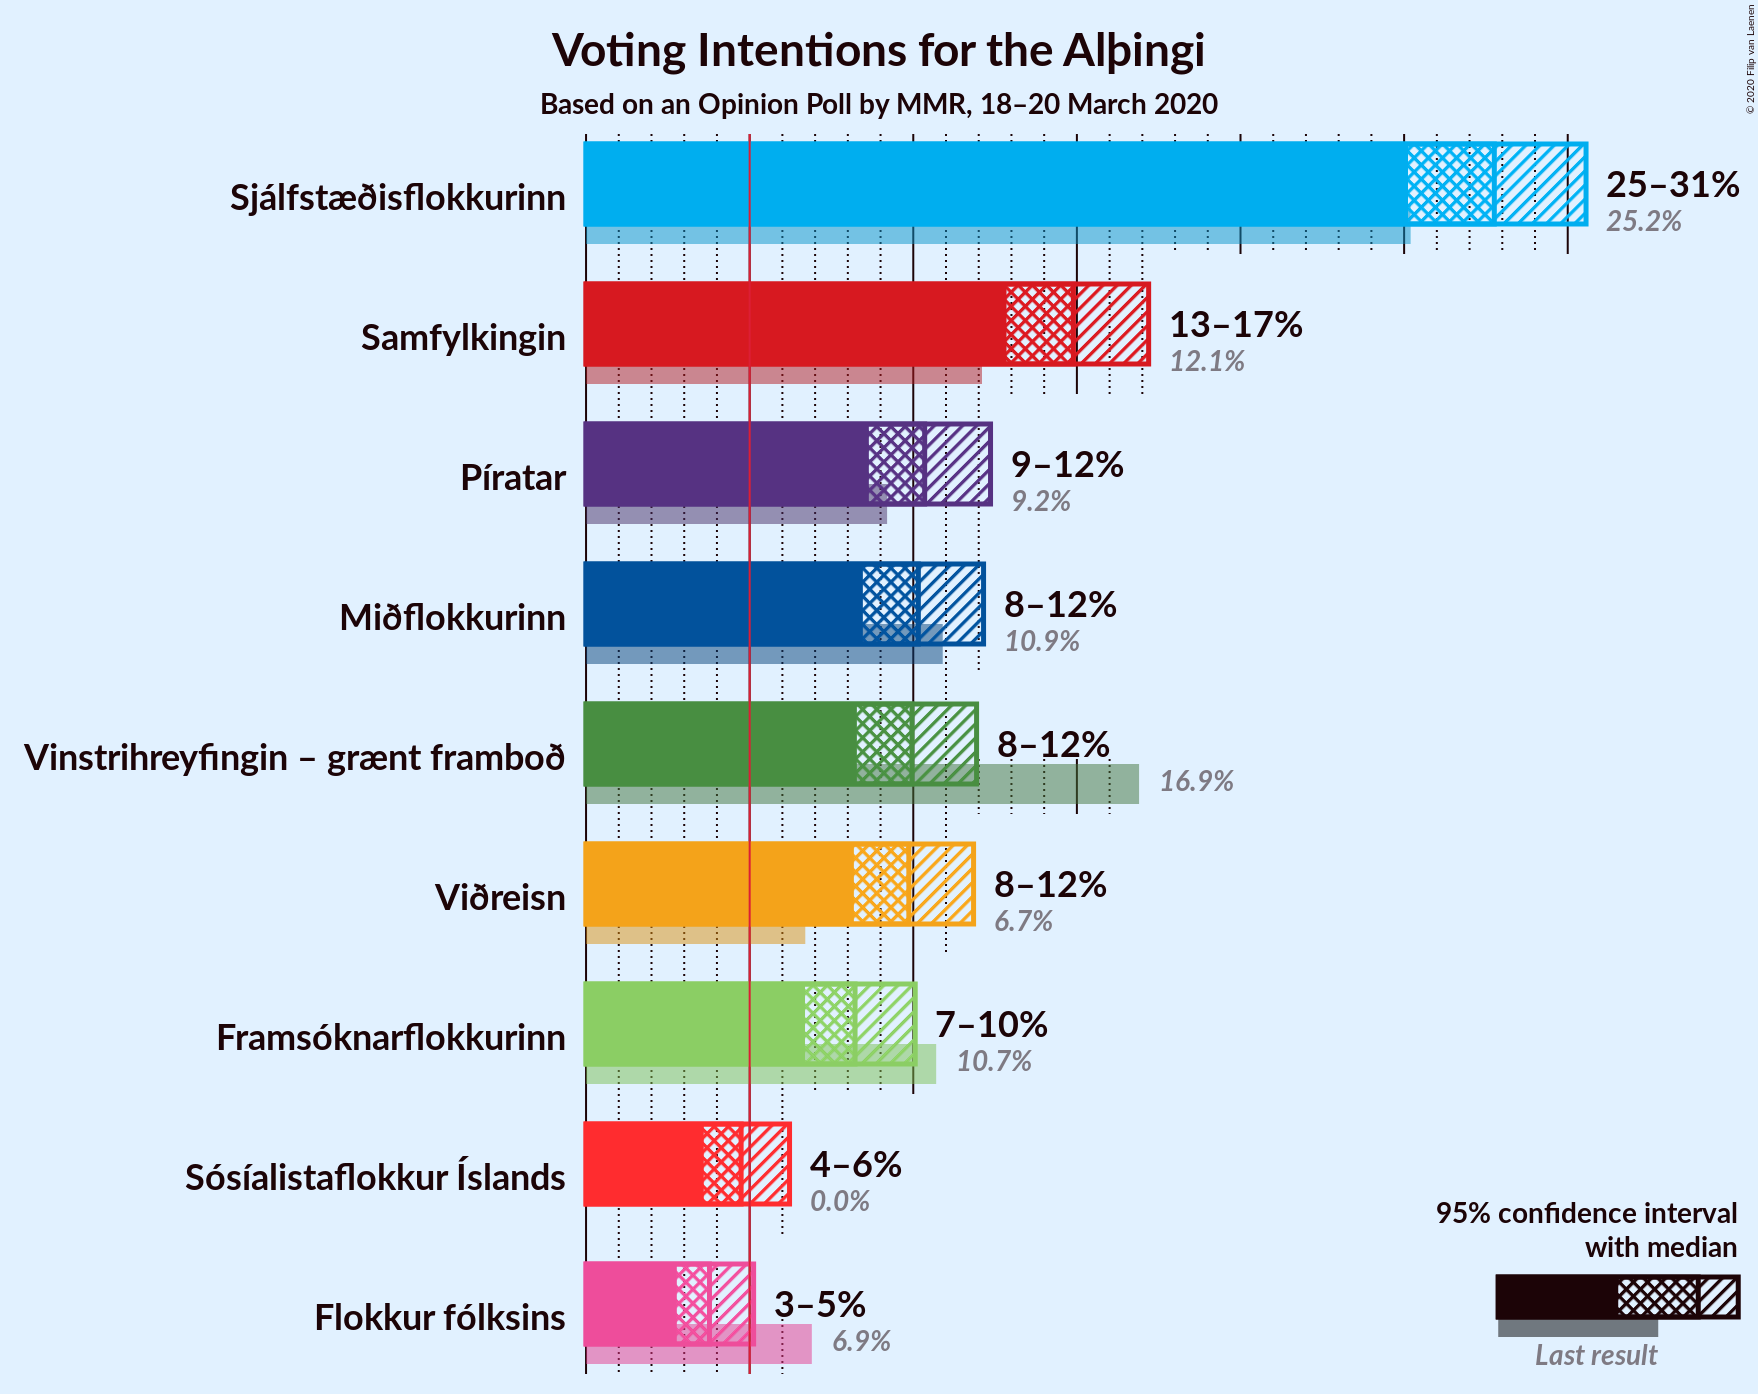 Voting Intentions for the Alþingi
Based on an Opinion Poll by MMR, 18–20 March 2020
© 2020 Filip van Laenen
Sjálfstæðisflokkurinn
25–31%
25.2%
Samfylkingin
13–17%
12.1%
Píratar
9–12%
9.2%
Miðflokkurinn
8–12%
10.9%
Vinstrihreyfingin – grænt framboð
8–12%
16.9%
Viðreisn
8–12%
6.7%
Framsóknarflokkurinn
7–10%
10.7%
Sósíalistaflokkur Íslands
4–6%
0.0%
Flokkur fólksins
3–5%
6.9%
95% confidence interval
with median
Last result